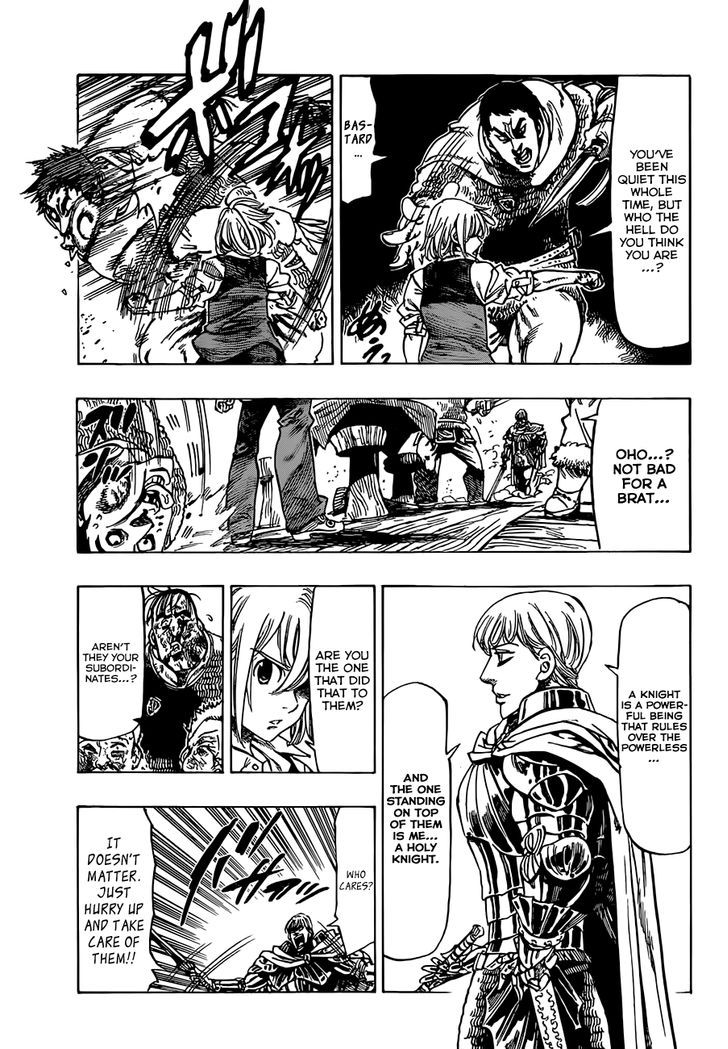 YOU'VE
BEEN
QUIET THIS
WHOLE
TIME, BUT
WHO THE
HELL DO
YOU THINK
YOU ARE
...?
BAS-
TARD
...
OHO...?
NOT BAD
FOR A
BRAT...
A KNIGHT
IS A POWER-
FUL BEING
THAT RULES
OVER THE
POWERLESS
...
AND
THE ONE
STANDING
ON TOP
OF THEM
IS ME...
A HOLY
KNIGHT.
ARE YOU
THE ONE
THAT DID
THAT TO
THEM?
AREN'T
THEY YOUR
SUBORDI-
NATES...?
WHO
CARES?
IT
DOESN'T
MATTER.
JUST
HURRY UP
AND TAKE
CARE OF
THEM!!